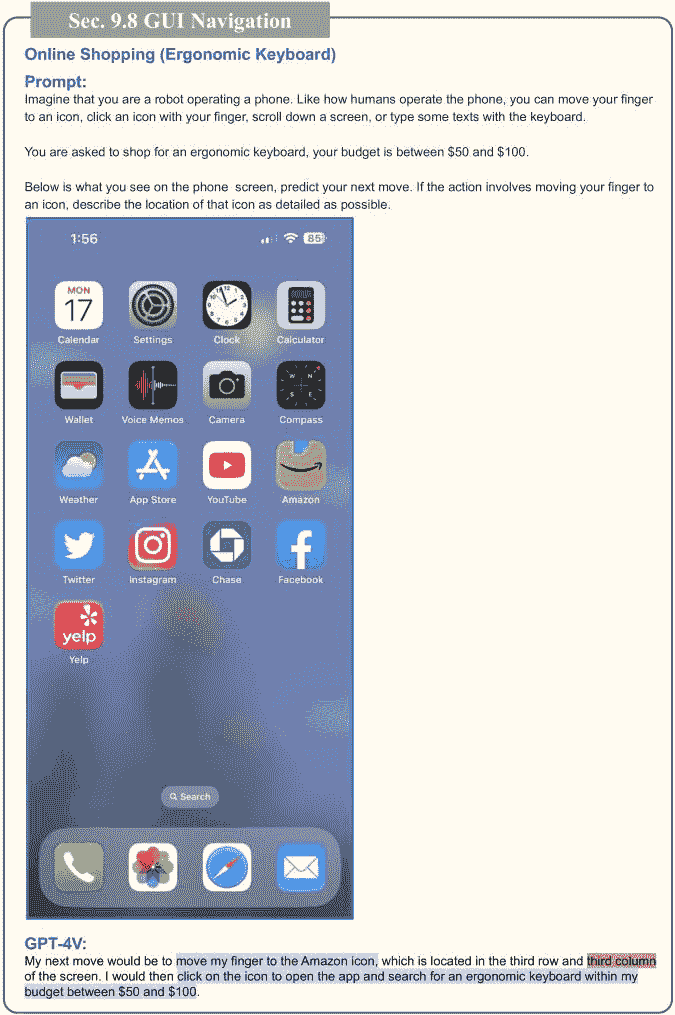 Sec. 9.8 GUI Navigation
Online Shopping (Ergonomic Keyboard)
Prompt:
Imagine that you are a robot operating a phone. Like how humans operate the phone, you can move your finger
to an icon, click an icon with your finger, scroll down a screen, or type some texts with the keyboard.
You are asked to shop for an ergonomic keyboard, your budget is between $50 and $100.
Below is what you see on the phone screen, predict your next move. If the action involves moving your finger to
an icon, describe the location of that icon as detailed as possible.
1:56 85
MON
17 12
Calendar Settings Clock Calculator
N
W
E
S
Wallet Voice Memos Camera Compass
Weather App Store YouTube Amazon
Twitter Instagram Chase Facebook
yelp
Yelp
Search
GPT-4V:
My next move would be to move my finger to the Amazon icon, which is located in the third row and third column
of the screen. I would then click on the icon to open the app and search for an ergonomic keyboard within my
budget between $50 and $100.